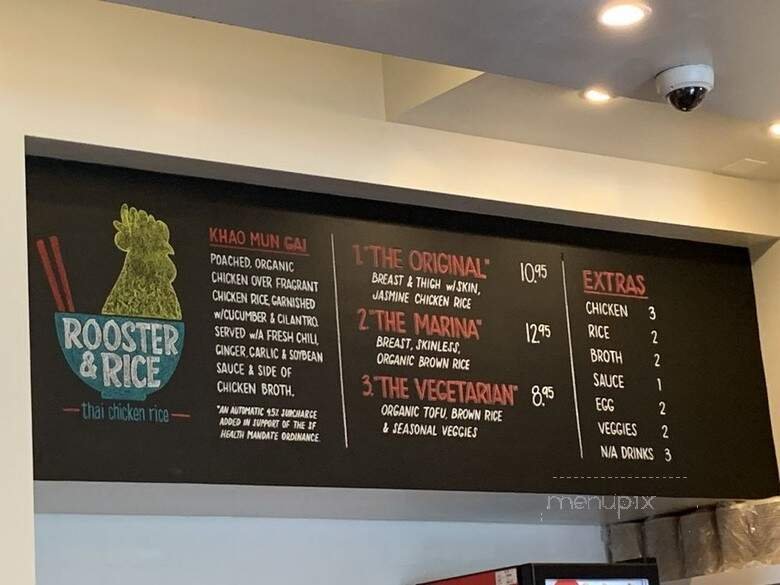 ROOSTER
& RICE
thai chicken rice
KHAO MUN GAI
POACHED, ORGANIC
CHICKEN OVER FRAGRANT
CHICKEN RICE, GARNISHED
w/CUCUMBER & CILANTRO.
SERVED w/A FRESH CHILI,
GINGER, GARLIC & SOYBEAN
SAUCE & SIDE OF
CHICKEN BROTH.
*AN AUTOMATIC 4.5% SURCHARGE
ADDED IN SUPPORT OF THE SF
HEALTH MANDATE ORDINANCE.
1. "THE ORIGINAL" 10.95
BREAST & THIGH w/SKIN,
JASMINE CHICKEN RICE
2. "THE MARINA" 12.95
BREAST, SKINLESS,
ORGANIC BROWN RICE
3. "THE VEGETARIAN" 8.95
ORGANIC TOFU, BROWN RICE
& SEASONAL VEGGIES
EXTRAS
CHICKEN 3
RICE 2
BROTH 2
SAUCE 1
EGG 2
VEGGIES 2
N/A DRINKS 3
menupix